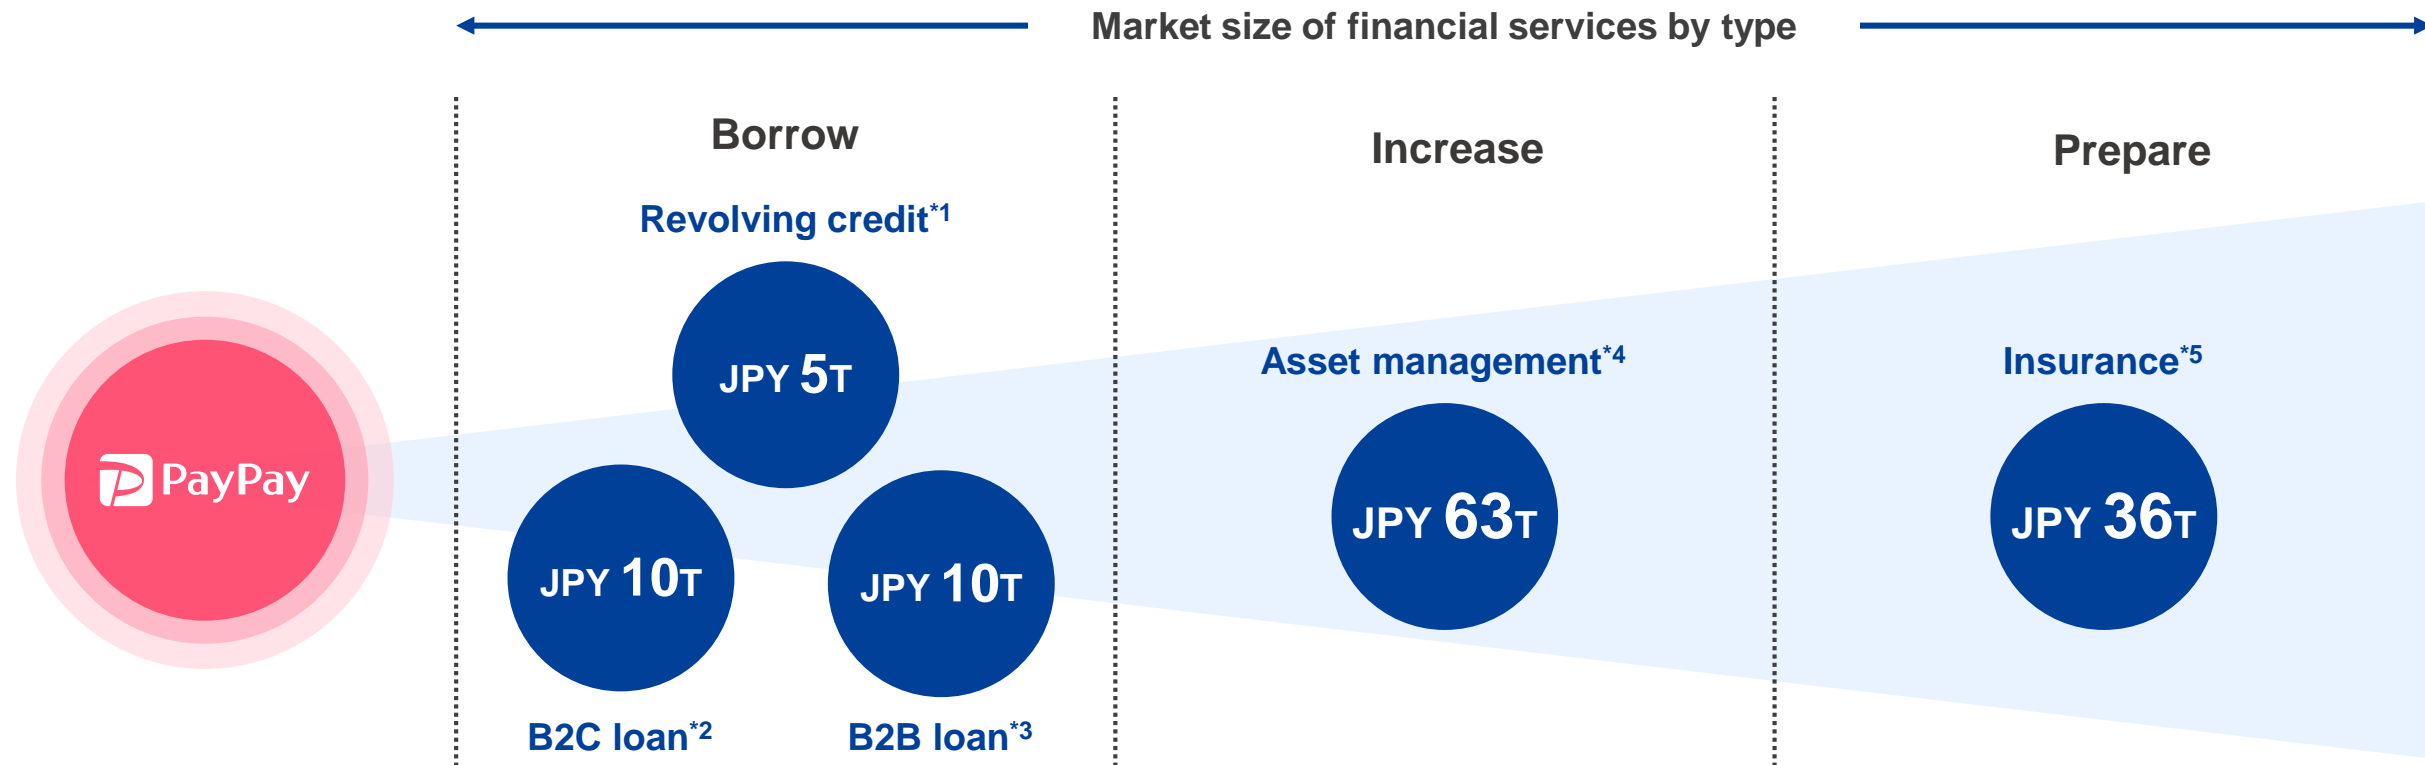 Market size of financial services by type
Borrow
Revolving credit*1
JPY 5T
JPY 10T
JPY 10T
B2C loan*2
B2B loan*3
Increase
Asset management*4
JPY 63T
Prepare
Insurance*5
JPY 36T
PayPay